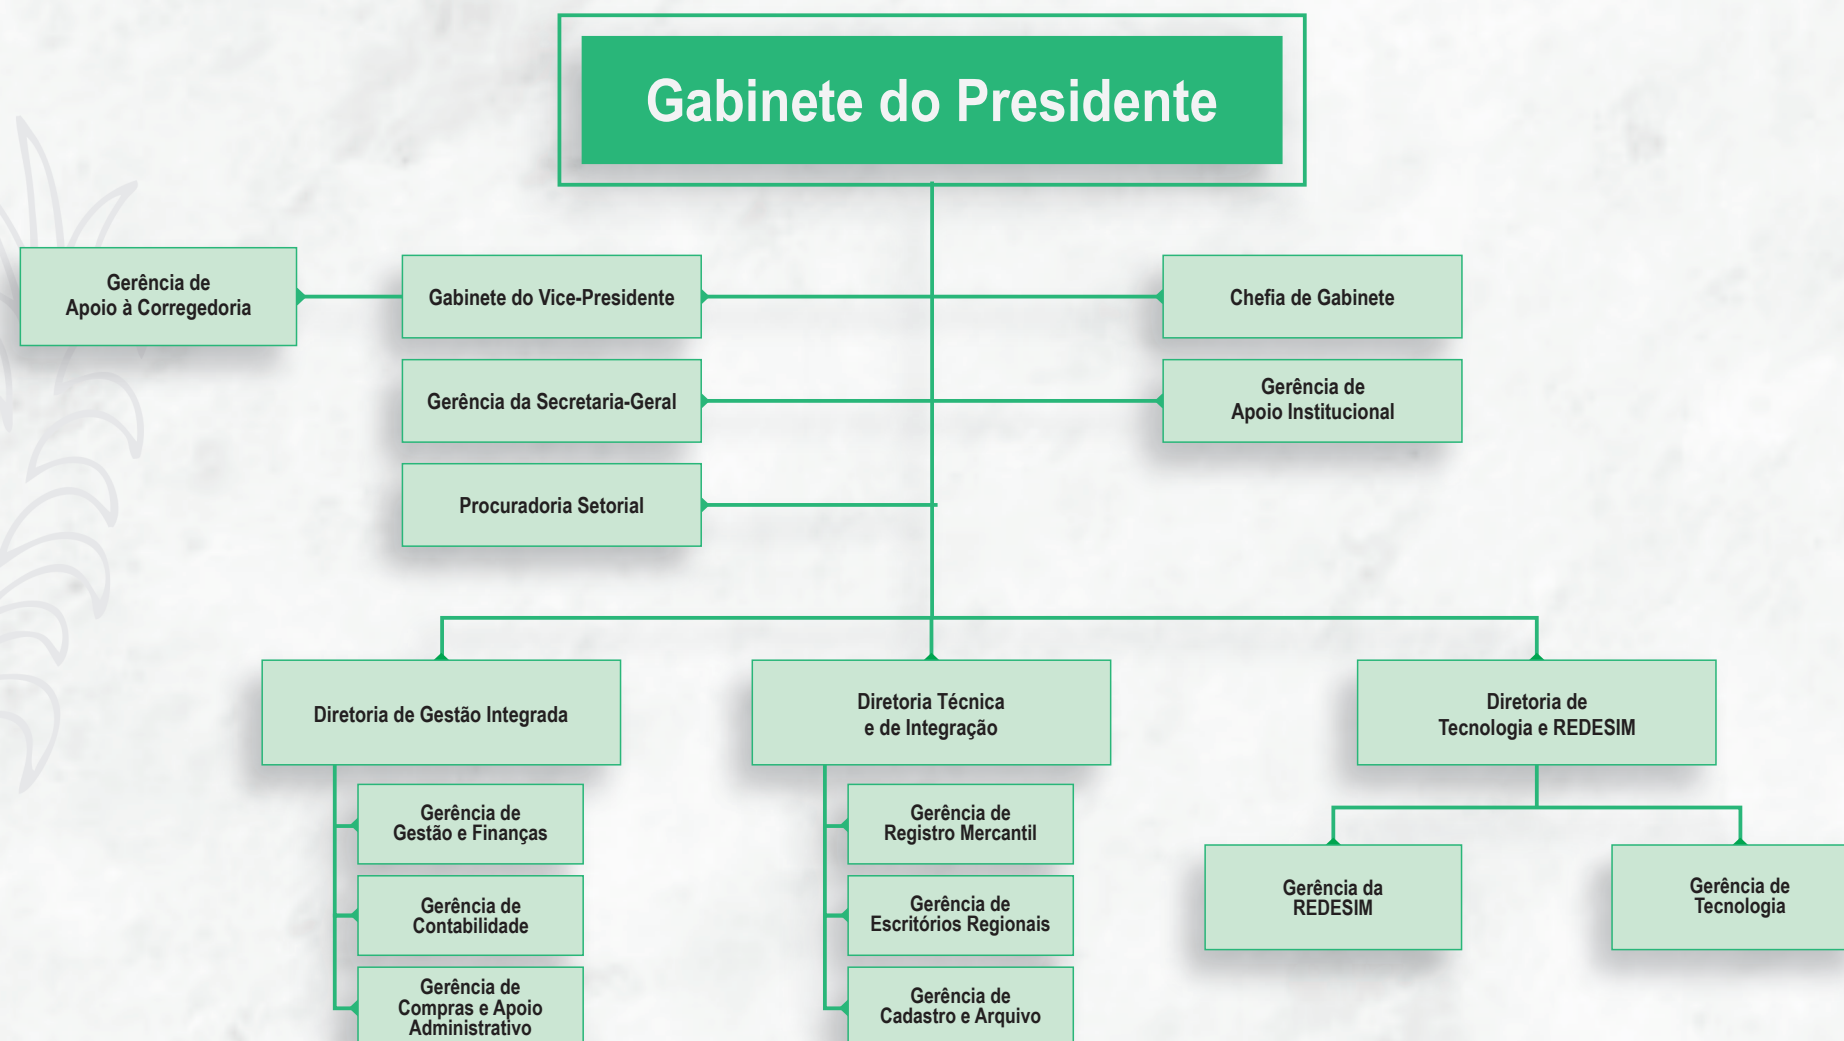 Gabinete do Presidente
Gerência de
Apoio à Corregedoria
Gabinete do Vice-Presidente
Chefia de Gabinete
Gerência da Secretaria-Geral
Gerência de
Apoio Institucional
Procuradoria Setorial
Diretoria de Gestão Integrada
Diretoria Técnica
e de Integração
Diretoria de
Tecnologia e REDESIM
Gerência de
Gestão e Finanças
Gerência de
Contabilidade
Gerência de
Compras e Apoio
Administrativo
Gerência de
Registro Mercantil
Gerência de
Escritórios Regionais
Gerência de
Cadastro e Arquivo
Gerência da
REDESIM
Gerência de
Tecnologia